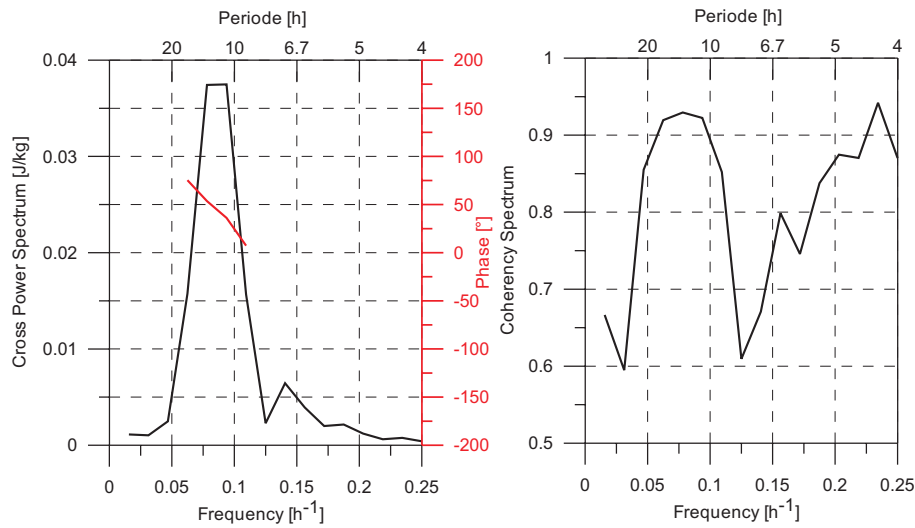 Periode [h]
20 10 6.7 5 4
Cross Power Spectrum [J/kg]
0.04
0.03
0.02
0.01
0
200
150
100
50
0
-50
-100
-150
-200
Phase [°]
0 0.05 0.1 0.15 0.2 0.25
Frequency [h⁻¹]
Periode [h]
20 10 6.7 5 4
Coherency Spectrum
1
0.9
0.8
0.7
0.6
0.5
0 0.05 0.1 0.15 0.2 0.25
Frequency [h⁻¹]